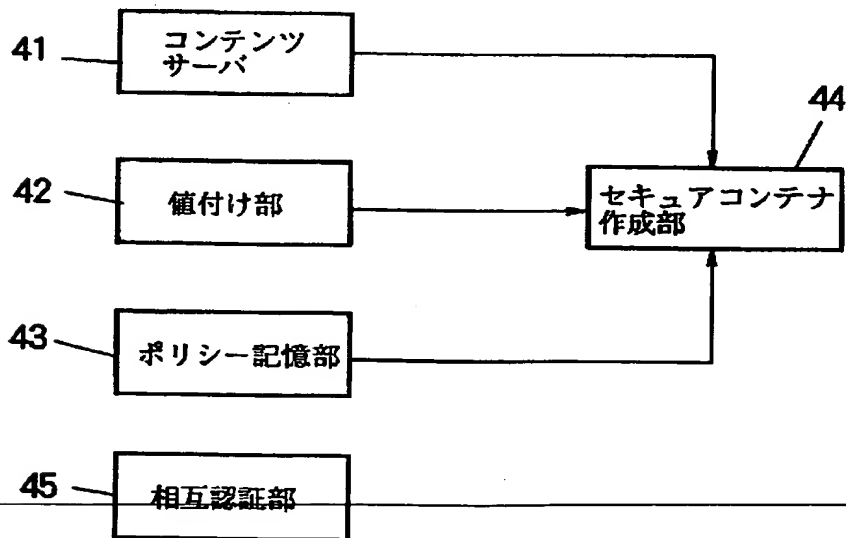 41
コンテンツ
サーバ
44
42
値付け部
セキュアコンテナ
作成部
43
ポリシー記憶部
45
相互認証部